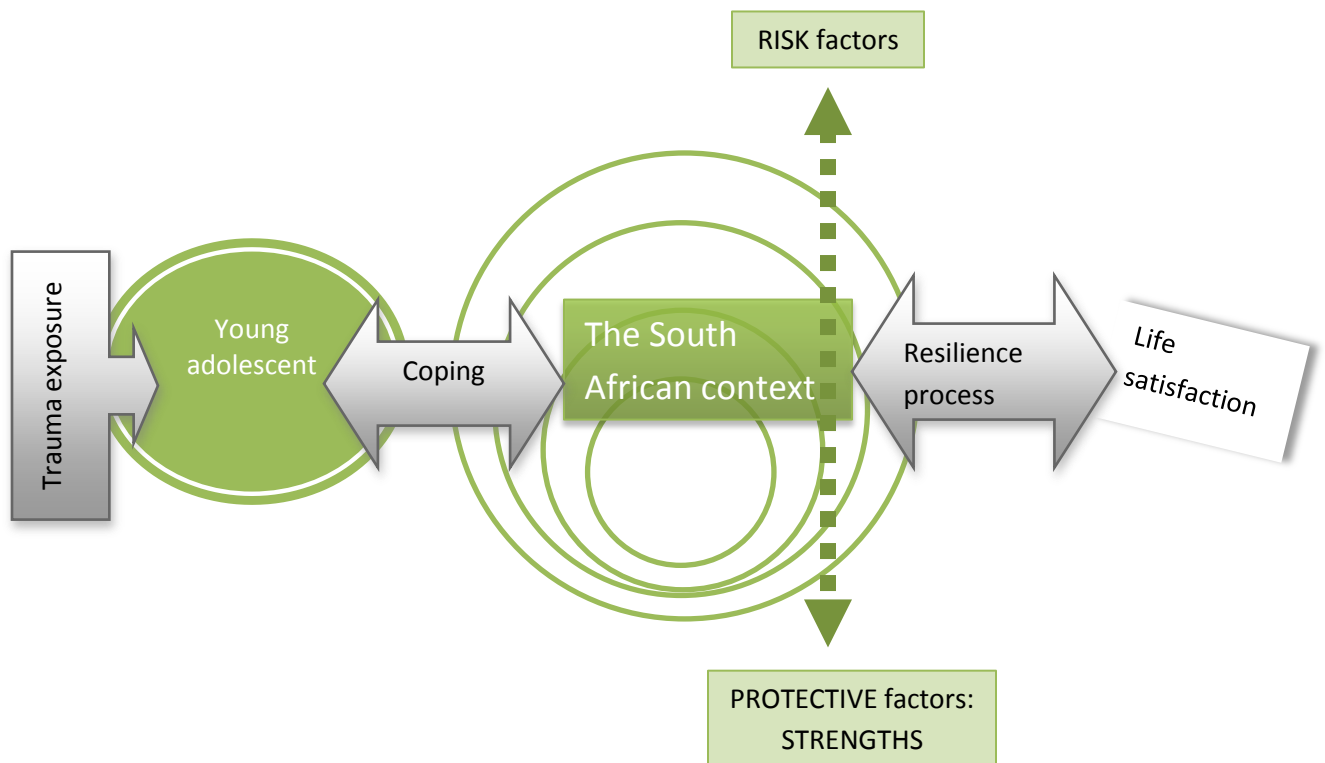 RISK factors
Trauma exposure
Young
adolescent
Coping
The South
African context
Resilience
process
Life
satisfaction
PROTECTIVE factors:
STRENGTHS